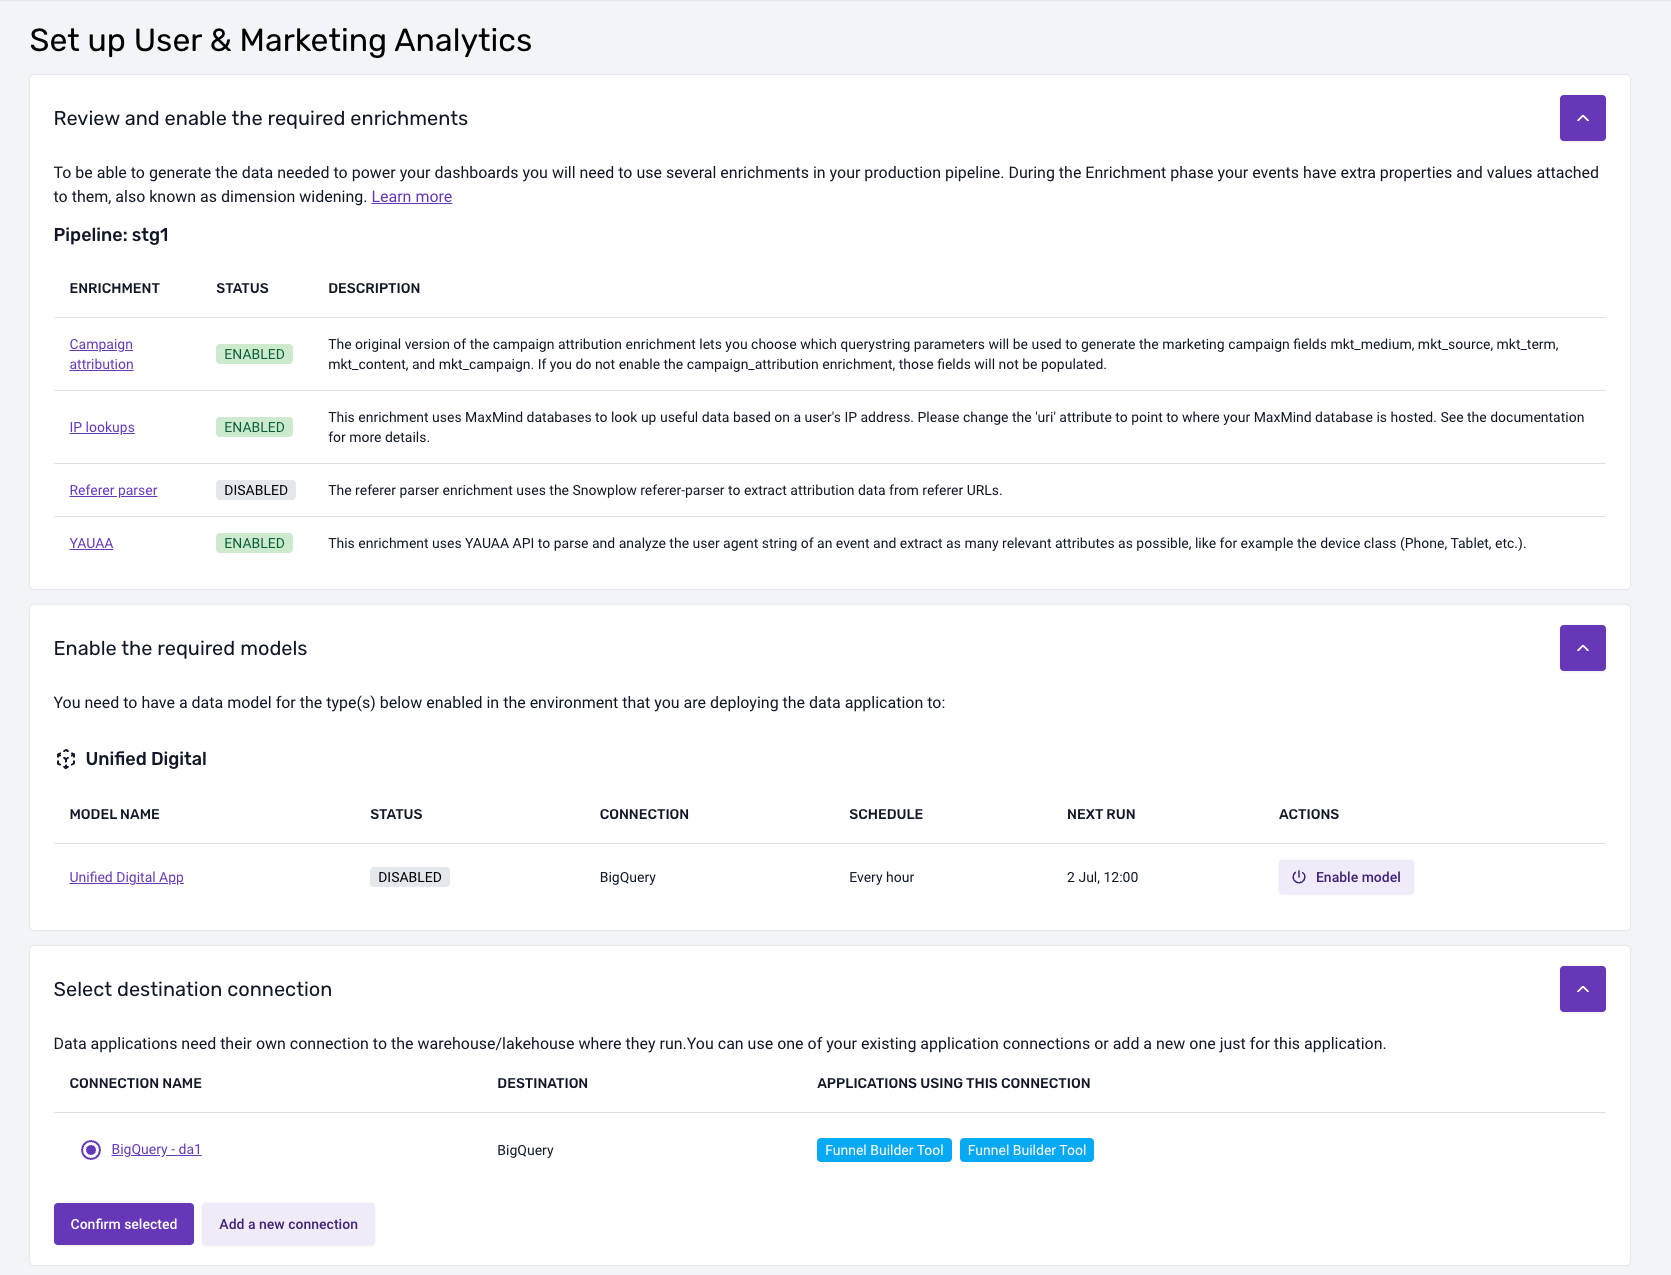 Set up User & Marketing Analytics
Review and enable the required enrichments
To be able to generate the data needed to power your dashboards you will need to use several enrichments in your production pipeline. During the Enrichment phase your events have extra properties and values attached
to them, also known as dimension widening. Learn more
Pipeline: stg1
ENRICHMENT STATUS DESCRIPTION
Campaign attribution ENABLED The original version of the campaign attribution enrichment lets you choose which querystring parameters will be used to generate the marketing campaign fields mkt_medium, mkt_source, mkt_term,
mkt_content, and mkt_campaign. If you do not enable the campaign_attribution enrichment, those fields will not be populated.
IP lookups ENABLED This enrichment uses MaxMind databases to look up useful data based on a user's IP address. Please change the 'uri' attribute to point to where your MaxMind database is hosted. See the documentation
for more details.
Referer parser DISABLED The referer parser enrichment uses the Snowplow referer-parser to extract attribution data from referer URLs.
YAUAA ENABLED This enrichment uses YAUAA API to parse and analyze the user agent string of an event and extract as many relevant attributes as possible, like for example the device class (Phone, Tablet, etc.).
Enable the required models
You need to have a data model for the type(s) below enabled in the environment that you are deploying the data application to:
Unified Digital
MODEL NAME STATUS CONNECTION SCHEDULE NEXT RUN ACTIONS
Unified Digital App DISABLED BigQuery Every hour 2 Jul, 12:00 Enable model
Select destination connection
Data applications need their own connection to the warehouse/lakehouse where they run.You can use one of your existing application connections or add a new one just for this application.
CONNECTION NAME DESTINATION APPLICATIONS USING THIS CONNECTION
BigQuery - da1 BigQuery Funnel Builder Tool Funnel Builder Tool
Confirm selected Add a new connection